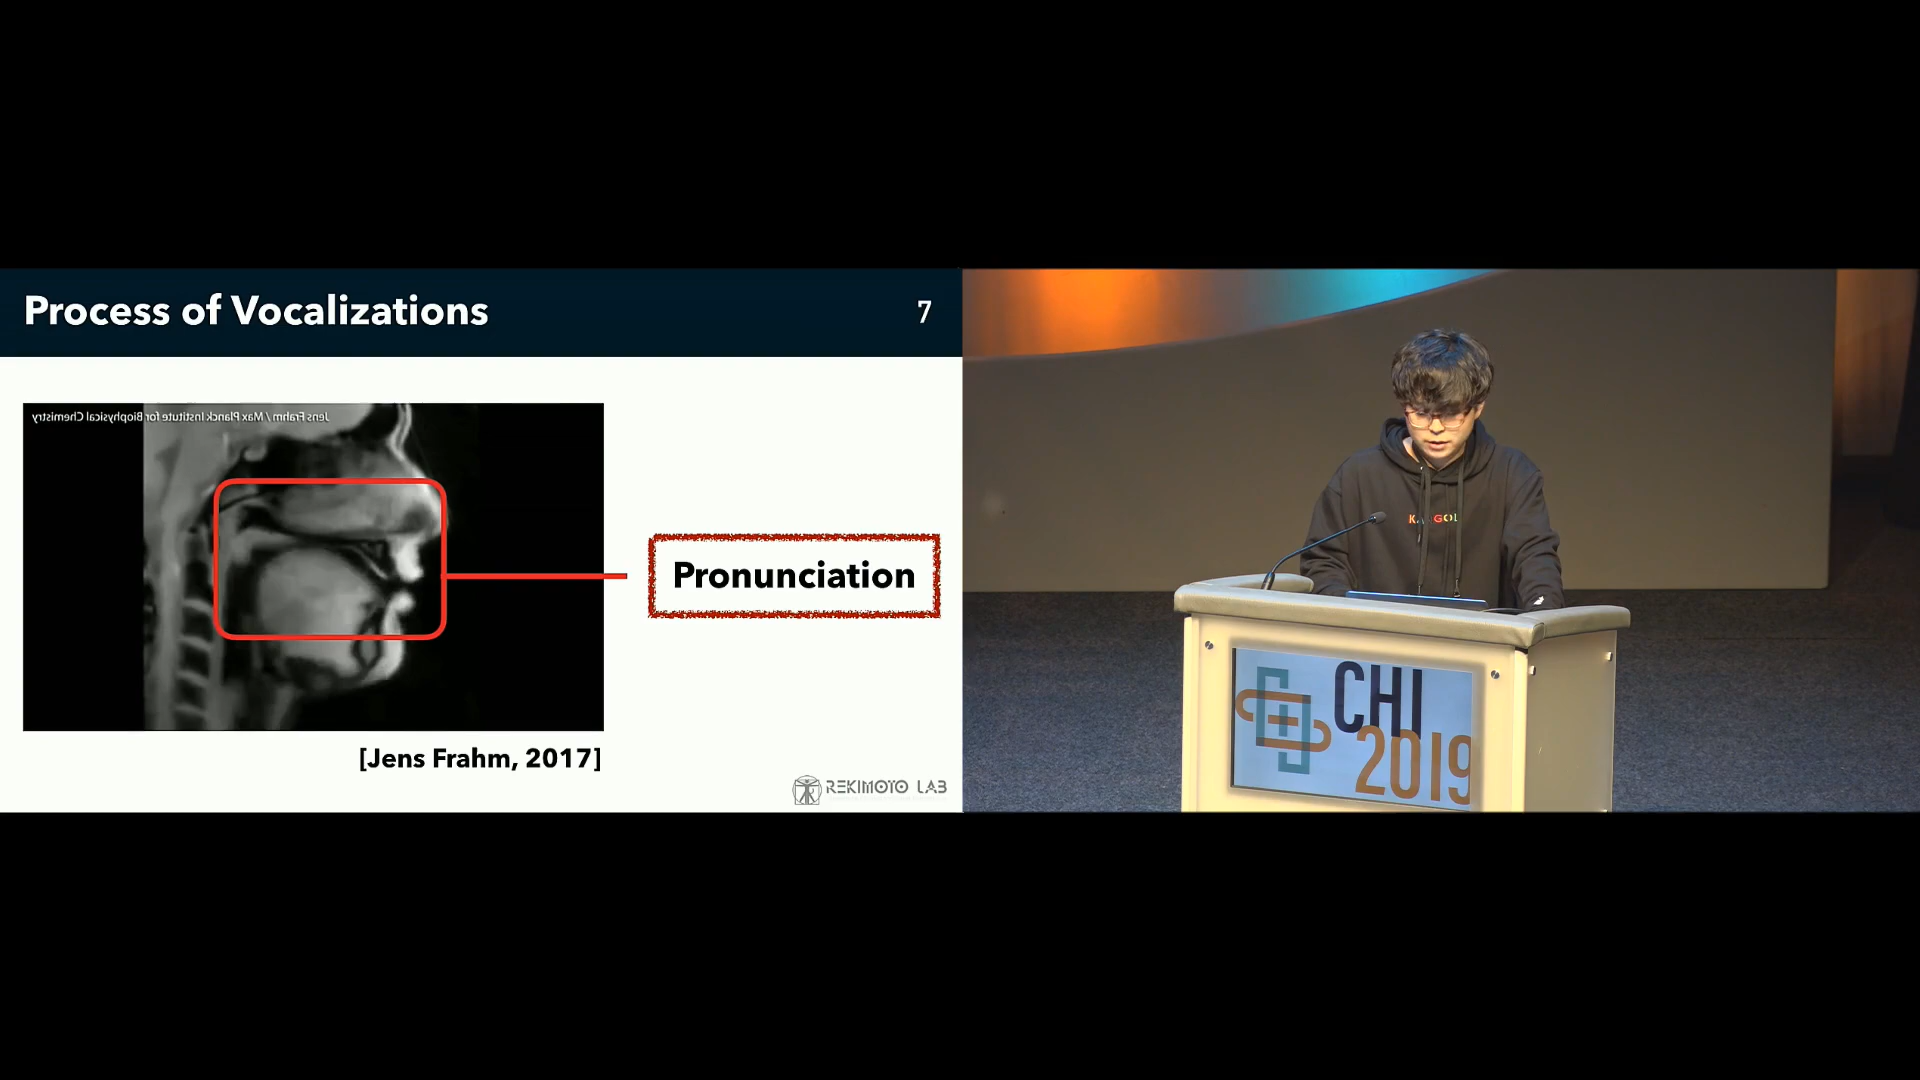 Process of Vocalizations
7
Jens Frahm / Max Planck Institute for Biophysical Chemistry
Pronunciation
[Jens Frahm, 2017]
REKIMOTO LAB
CHI
2019